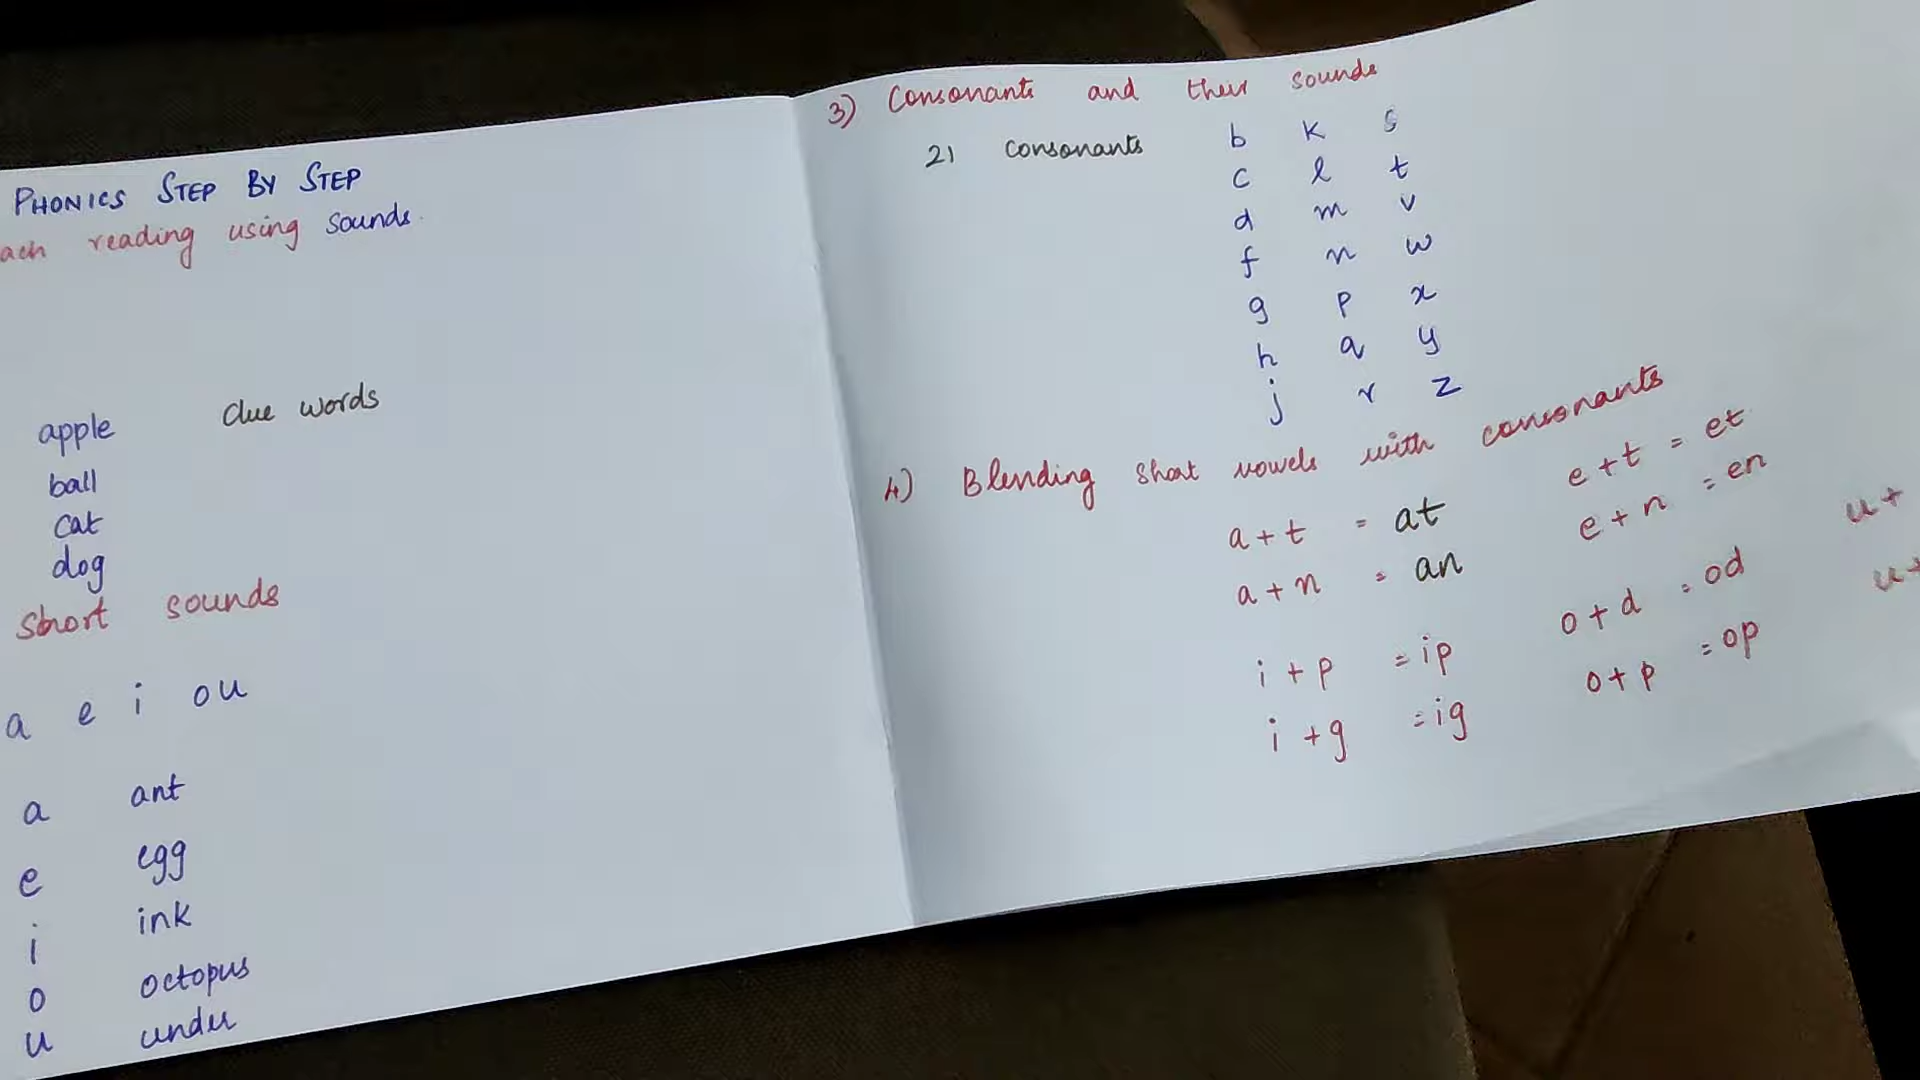 PHONICS STEP BY STEP
reading using sounds.
apple clue words
ball
cat
dog
short sounds
a e i o u
a ant
e egg
i ink
o octopus
u under
3) Consonants and their sounds
21 consonants b k s
c l t
d m v
f n w
g p x
h q y
j r z
4) Blending short vowels with consonants
a + t = at e + t = et
a + n = an e + n = en u +
i + p = ip o + d = od u +
i + g = ig o + p = op